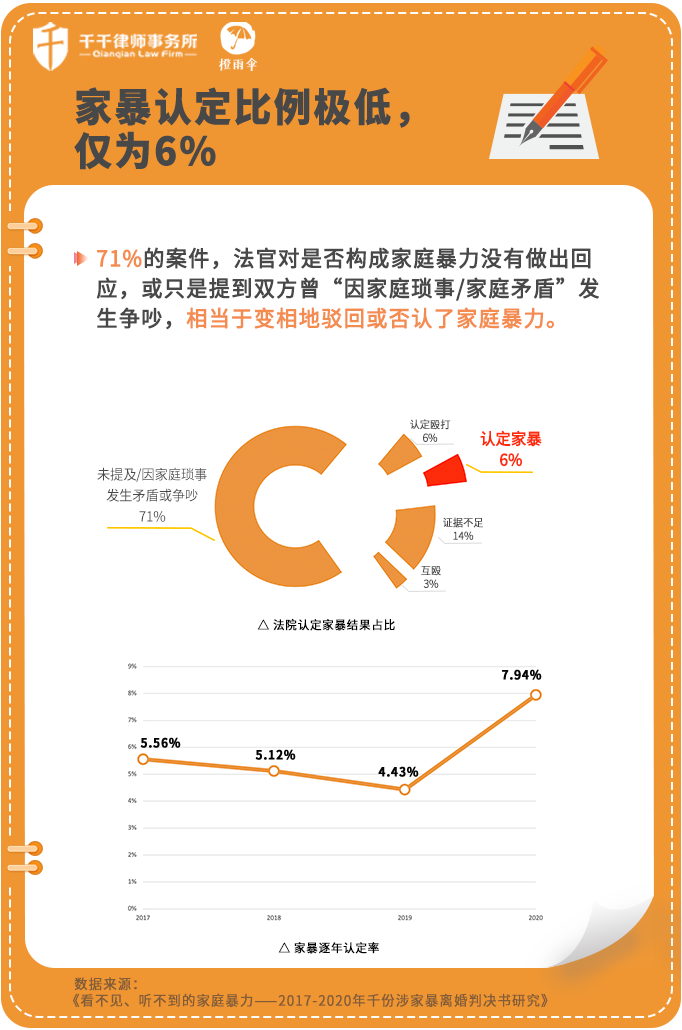 千千律师事务所
Qianqian Law Firm
橙雨伞
家暴认定比例极低，
仅为6%
71%的案件，法官对是否构成家庭暴力没有做出回
应，或只是提到双方曾“因家庭琐事/家庭矛盾”发
生争吵，相当于变相地驳回或否认了家庭暴力。
未提及/因家庭琐事
发生矛盾或争吵
71%
认定殴打
6%
认定家暴
6%
证据不足
14%
互殴
3%
△ 法院认定家暴结果占比
9%
8%
7%
6%
5%
4%
3%
2%
1%
0%
5.56%
5.12%
4.43%
7.94%
2017
2018
2019
2020
△ 家暴逐年认定率
数据来源：
《看不见、听不到的家庭暴力——2017-2020年千份涉家暴离婚判决书研究》